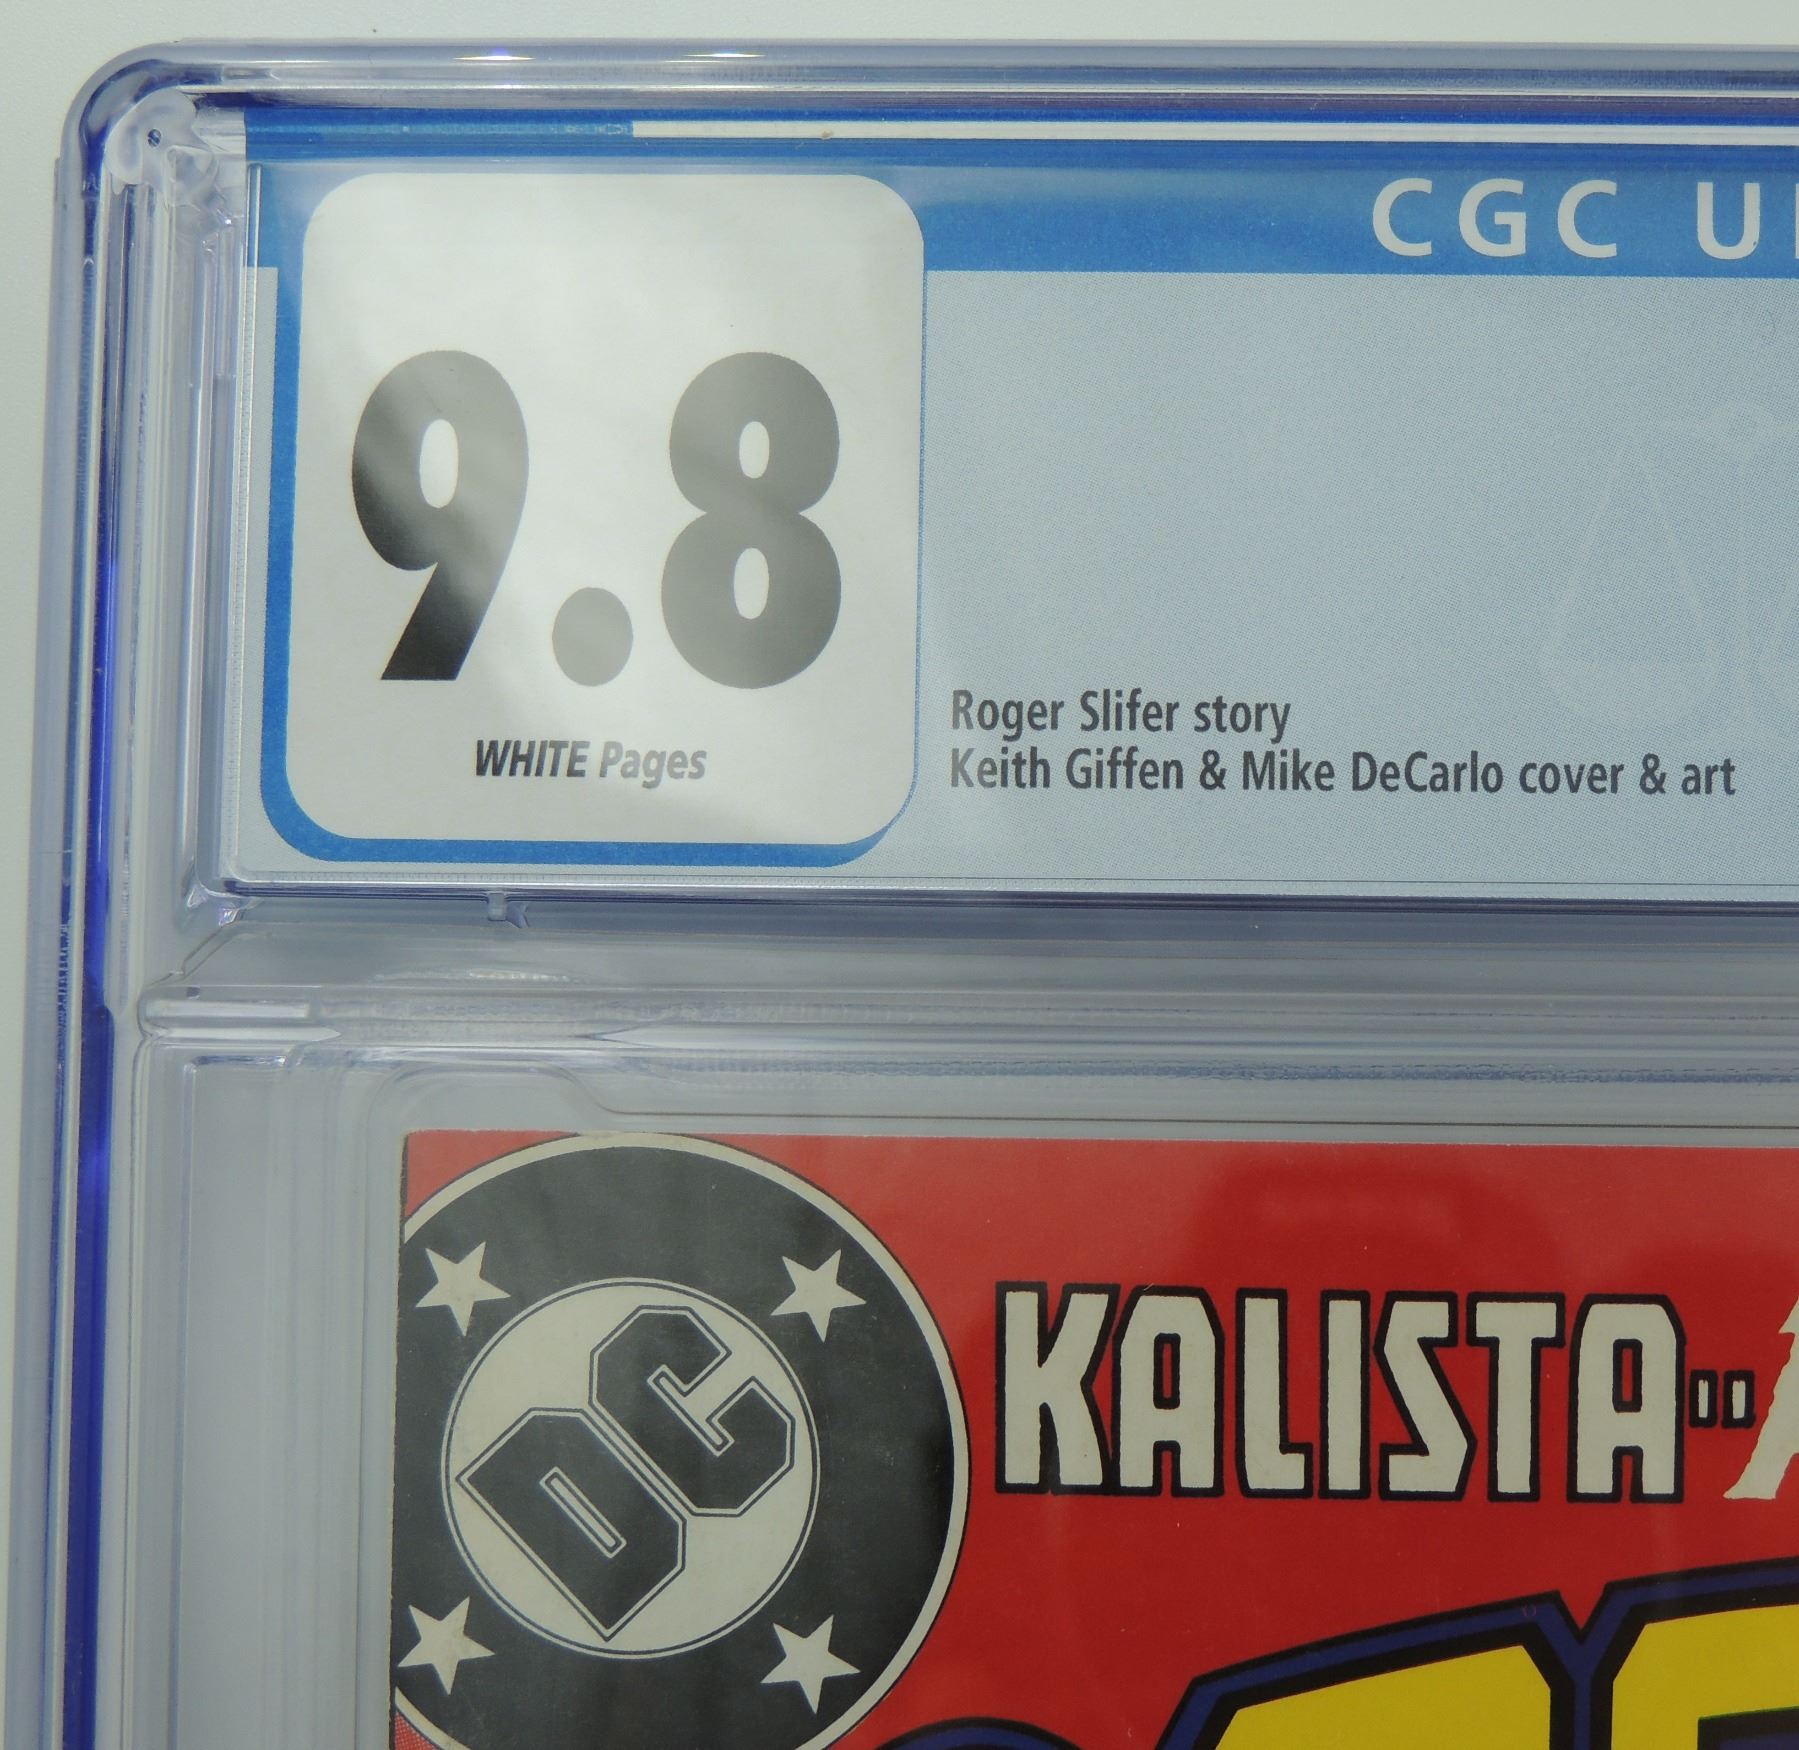 CGC U
9.8
WHITE Pages
Roger Slifer story
Keith Giffen & Mike DeCarlo cover & art
DC
KALISTA..